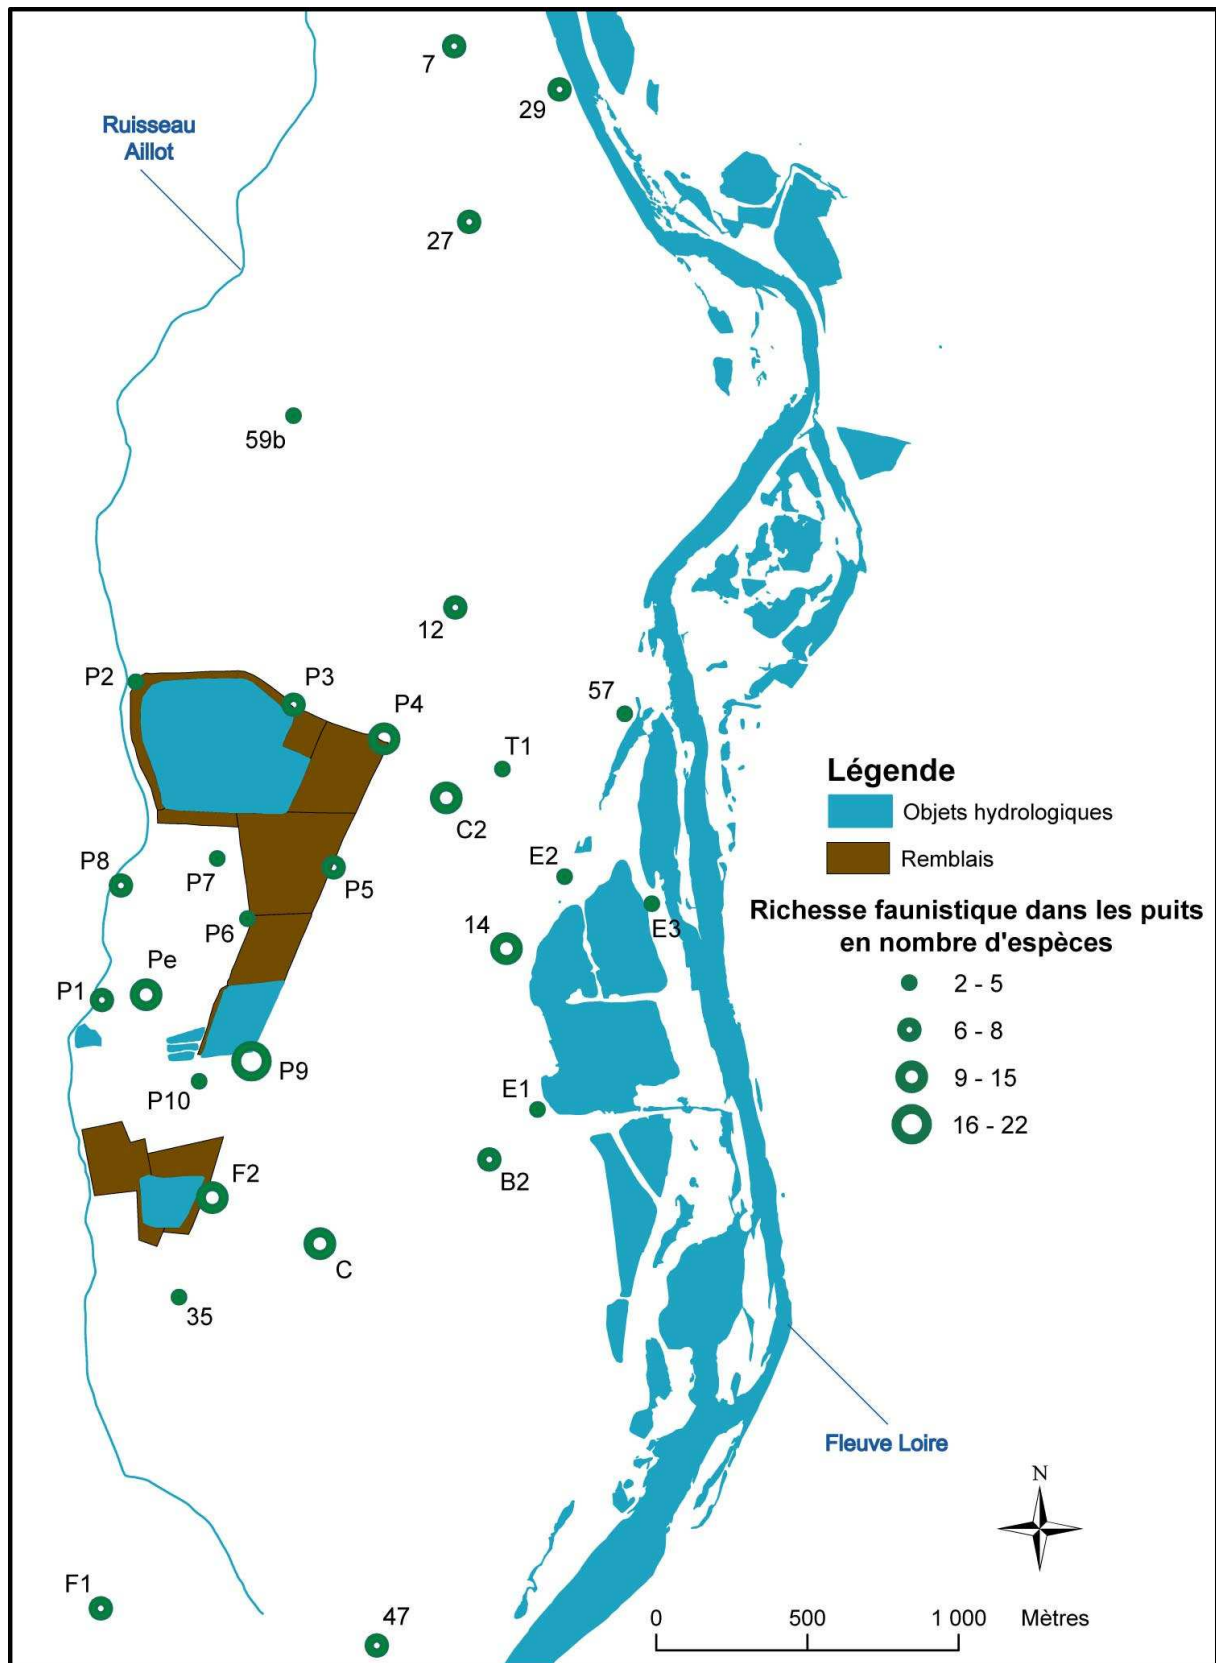 7
29
Ruisseau
Aillot
27
59b
12
P2
P3
P4
57
T1
C2
Légende
Objets hydrologiques
Remblais
P8
P7
P5
E2
P6
14
E3
Richesse faunistique dans les puits
en nombre d'espèces
2 - 5
6 - 8
9 - 15
16 - 22
Pe
P1
P9
P10
E1
B2
F2
C
35
Fleuve Loire
N
F1
47
0 500 1 000 Mètres